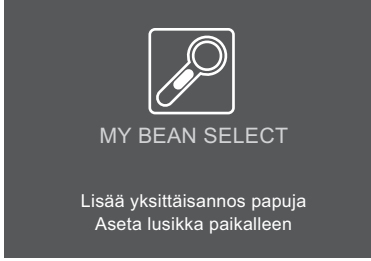 MY BEAN SELECT
Lisää yksittäisannos papuja
Aseta lusikka paikalleen